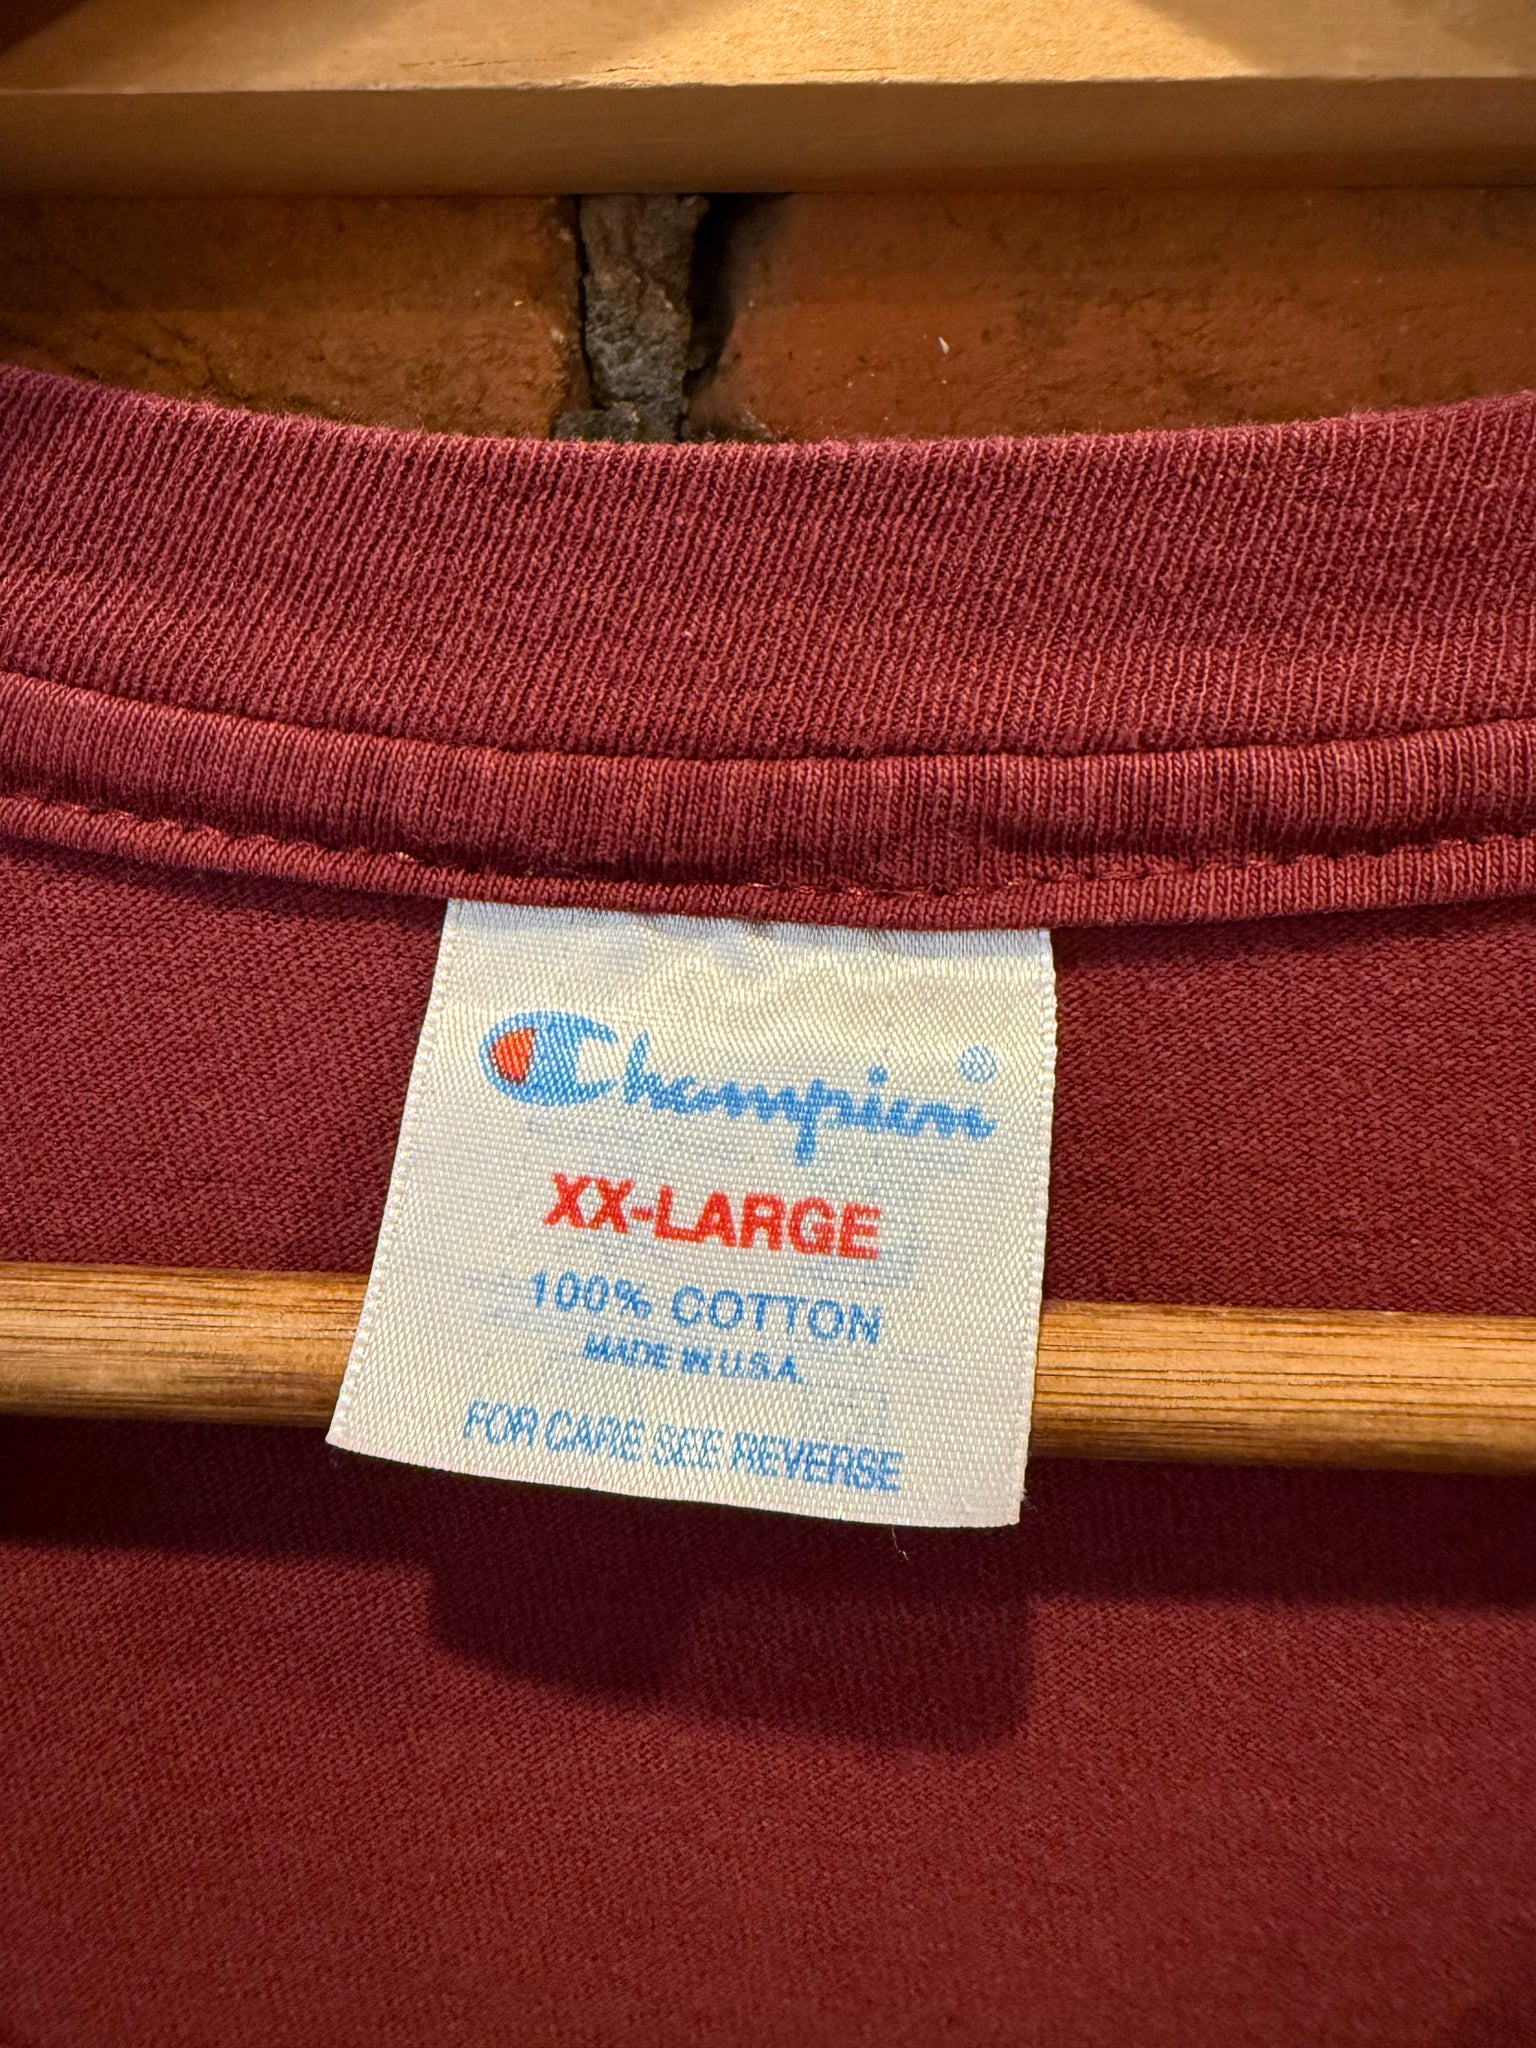 Champion®
XX-LARGE
100% COTTON
MADE IN U.S.A.
FOR CARE SEE REVERSE